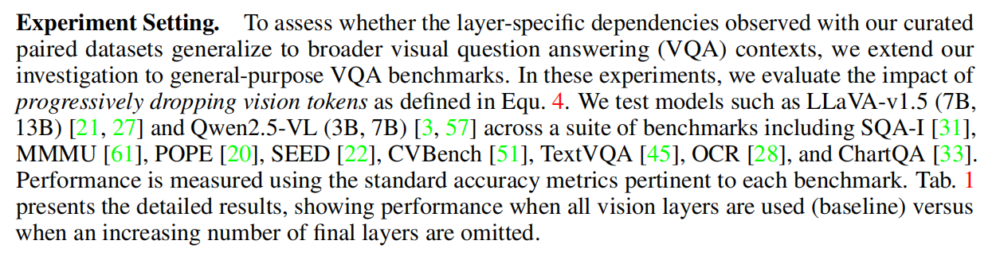 Experiment Setting. To assess whether the layer-specific dependencies observed with our curated
paired datasets generalize to broader visual question answering (VQA) contexts, we extend our
investigation to general-purpose VQA benchmarks. In these experiments, we evaluate the impact of
progressively dropping vision tokens as defined in Equ. 4. We test models such as LLaVA-v1.5 (7B,
13B) [21, 27] and Qwen2.5-VL (3B, 7B) [3, 57] across a suite of benchmarks including SQA-I [31],
MMMU [61], POPE [20], SEED [22], CVBench [51], TextVQA [45], OCR [28], and ChartQA [33].
Performance is measured using the standard accuracy metrics pertinent to each benchmark. Tab. 1
presents the detailed results, showing performance when all vision layers are used (baseline) versus
when an increasing number of final layers are omitted.